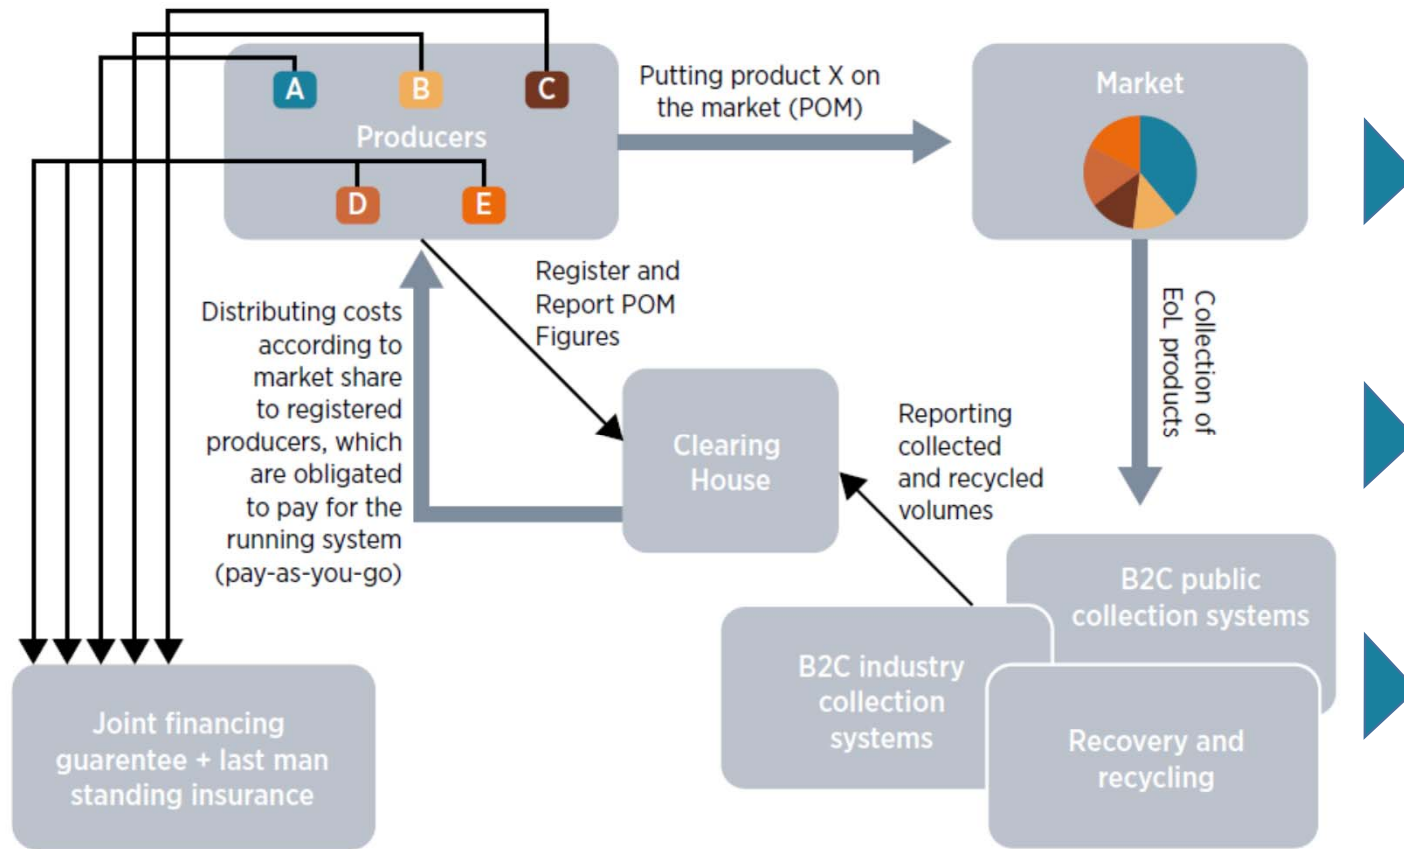 A
B
C
Producers
D
E
Putting product X on
the market (POM)
Market
Register and
Report POM
Figures
Distributing costs
according to
market share
to registered
producers, which
are obligated
to pay for the
running system
(pay-as-you-go)
Collection of
EoL products
Clearing
House
Reporting
collected
and recycled
volumes
B2C public
collection systems
B2C industry
collection
systems
Recovery and
recycling
Joint financing
guarentee + last man
standing insurance